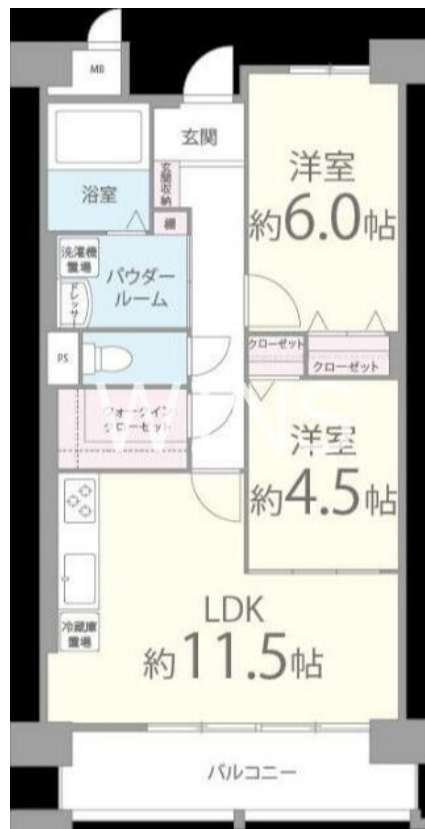 MB
玄関
洋室
約6.0帖
玄関収納
浴室
棚
洗濯機
置場
パウダー
ルーム
ドレッサー
クローゼット
クローゼット
PS
ウォークイン
クローゼット
WINS
洋室
約4.5帖
LDK
約11.5帖
冷蔵庫
置場
バルコニー